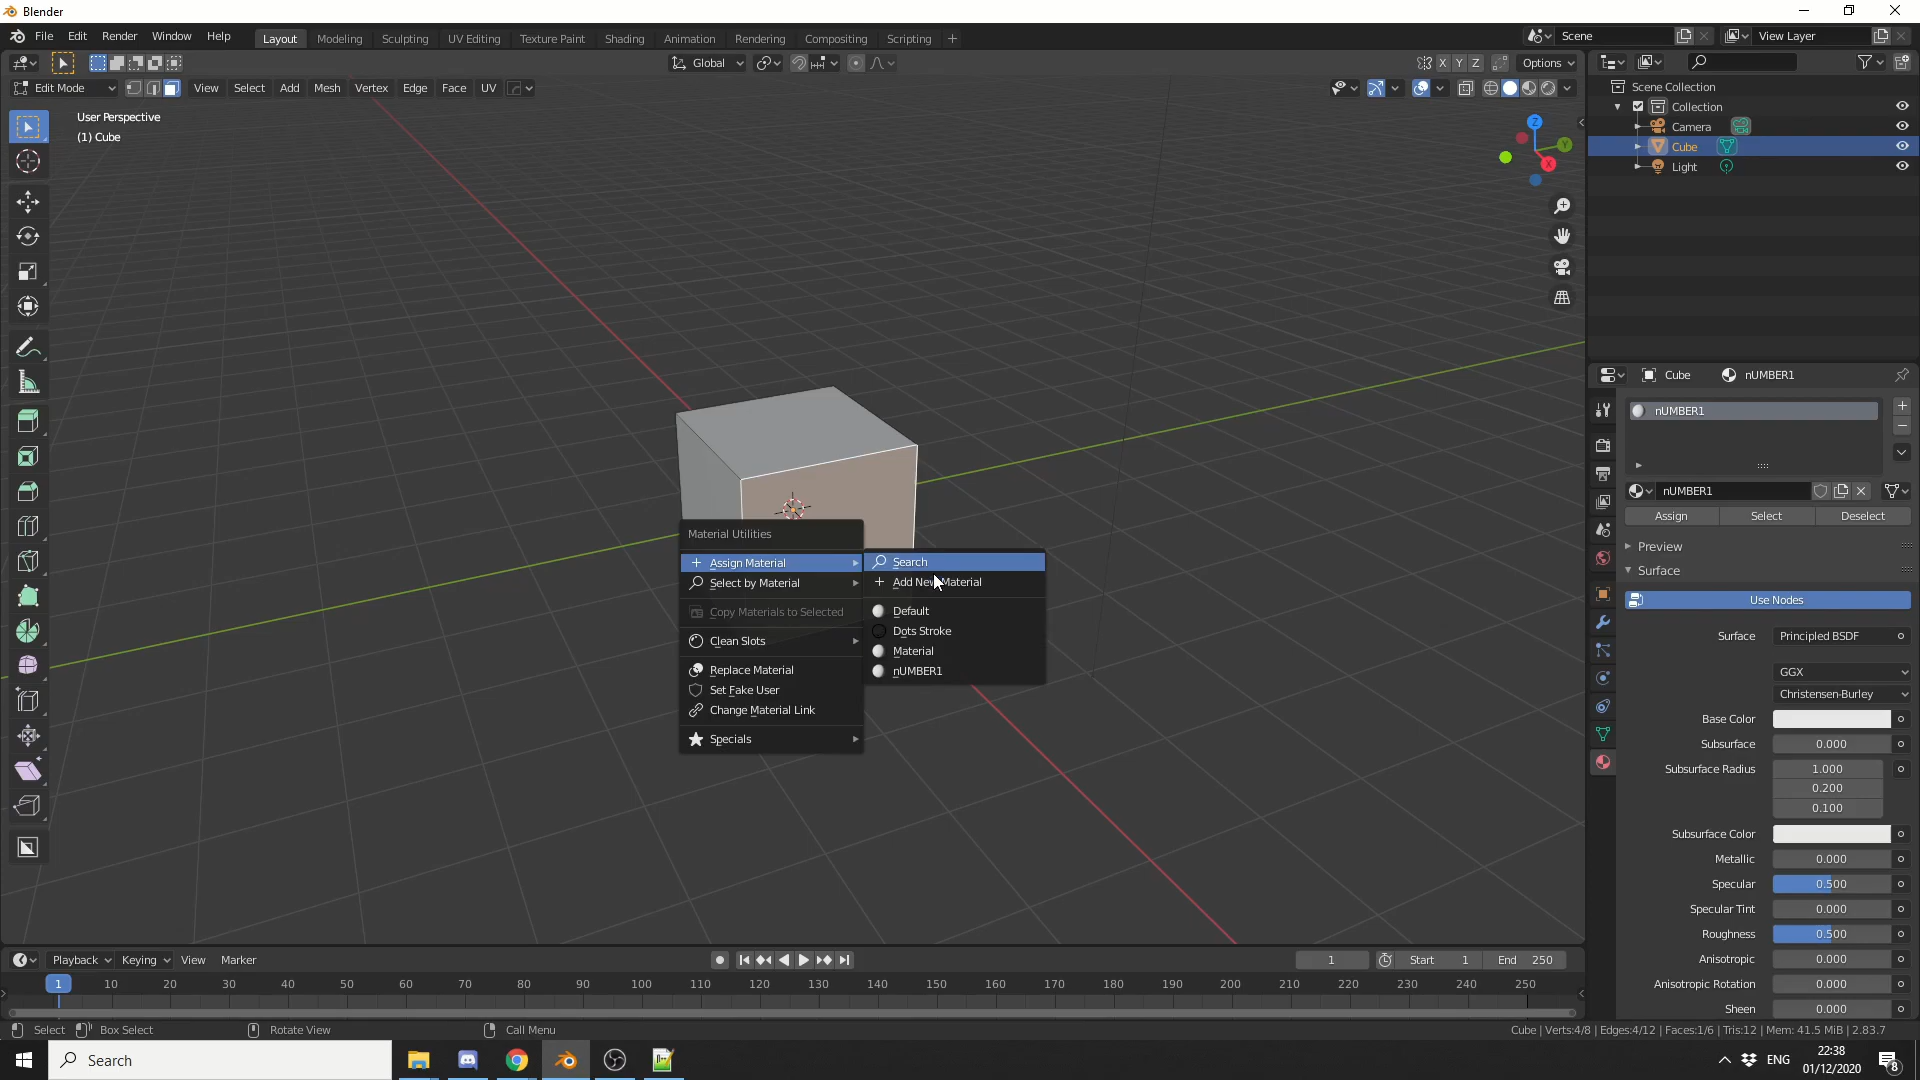 Blender
File Edit Render Window Help Layout Modeling Sculpting UV Editing Texture Paint Shading Animation Rendering Compositing Scripting + Scene View Layer
Global X Y Z Options
Edit Mode View Select Add Mesh Vertex Edge Face UV
User Perspective
(1) Cube
Z
Y
X
Scene Collection
Collection
Camera
Cube
Light
Cube nUMBER1
nUMBER1
nUMBER1
Assign Select Deselect
Preview
Surface
Use Nodes
Surface Principled BSDF
GGX
Christensen-Burley
Base Color
Subsurface 0.000
Subsurface Radius 1.000
0.200
0.100
Subsurface Color
Metallic 0.000
Specular 0.500
Specular Tint 0.000
Roughness 0.500
Anisotropic 0.000
Anisotropic Rotation 0.000
Sheen 0.000
Material Utilities
Assign Material
Select by Material
Copy Materials to Selected
Clean Slots
Replace Material
Set Fake User
Change Material Link
Specials
Search
Add New Material
Default
Dots Stroke
Material
nUMBER1
Playback Keying View Marker 1 Start 1 End 250
1 10 20 30 40 50 60 70 80 90 100 110 120 130 140 150 160 170 180 190 200 210 220 230 240 250
Select Box Select Rotate View Call Menu Cube | Verts:4/8 | Edges:4/12 | Faces:1/6 | Tris:12 | Mem: 41.5 MiB | 2.83.7
Search ENG 22:38
01/12/2020 8